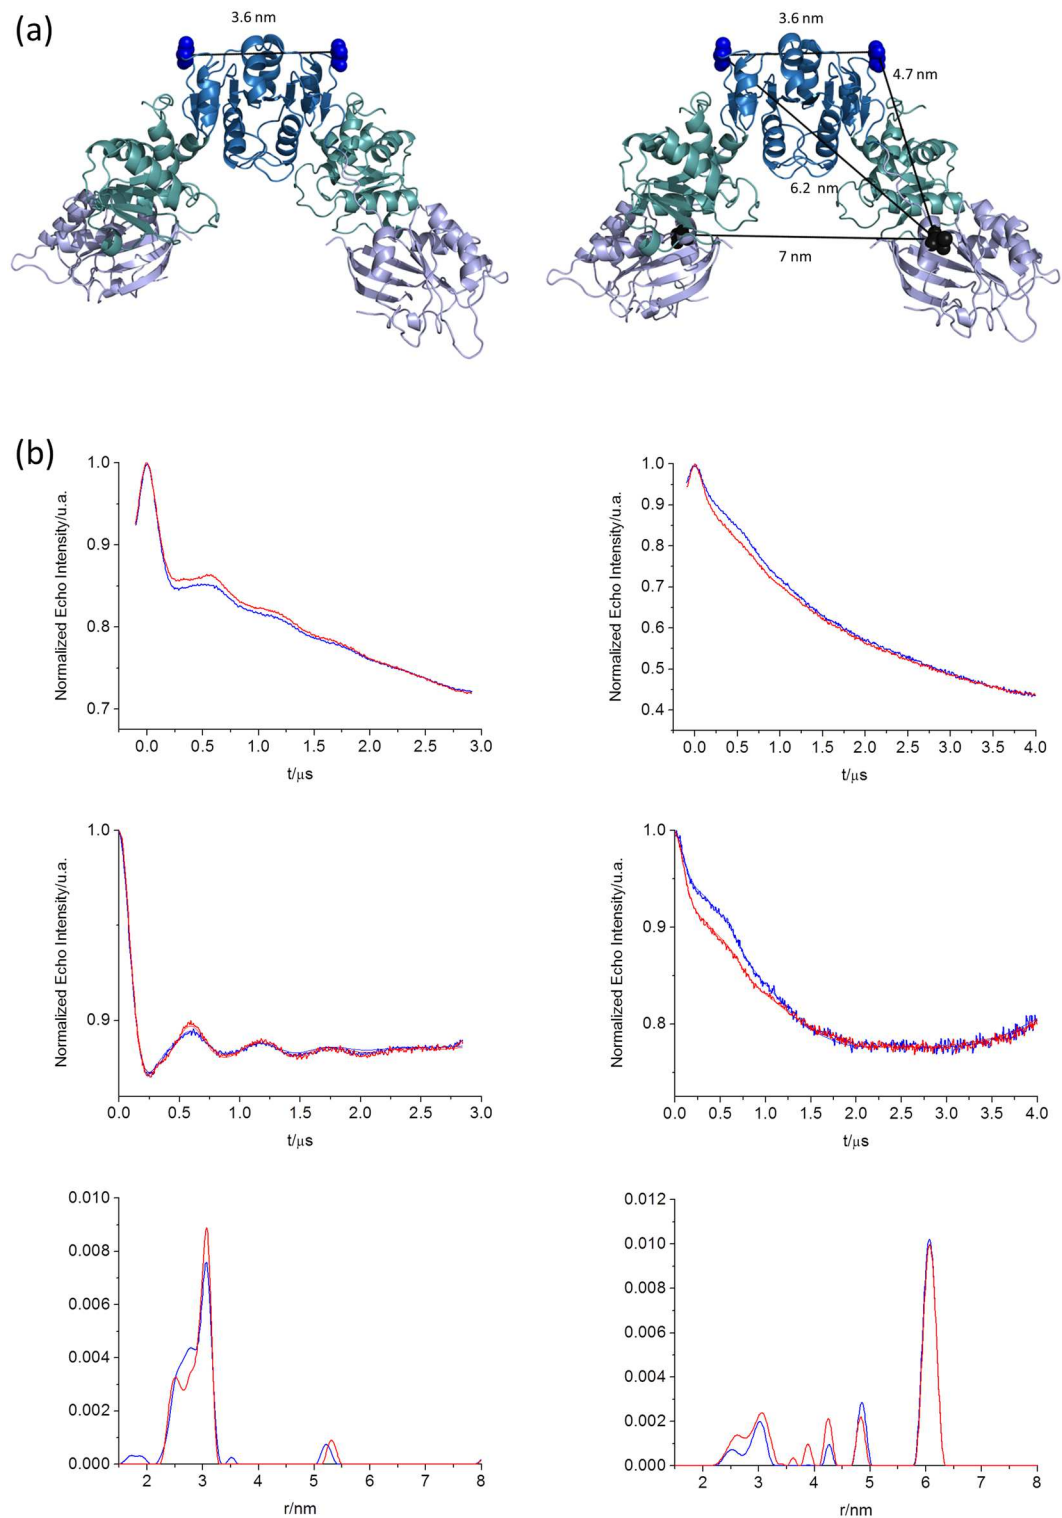 (a)
3.6 nm
3.6 nm
4.7 nm
6.2 nm
7 nm
(b)
1.0
0.9
0.8
0.7
Normalized Echo Intensity/u.a.
0.0 0.5 1.0 1.5 2.0 2.5 3.0
t/μs
1.0
0.9
0.8
0.7
0.6
0.5
0.4
Normalized Echo Intensity/u.a.
0.0 0.5 1.0 1.5 2.0 2.5 3.0 3.5 4.0
t/μs
1.0
0.9
Normalized Echo Intensity/u.a.
0.0 0.5 1.0 1.5 2.0 2.5 3.0
t/μs
1.0
0.9
0.8
Normalized Echo Intensity/u.a.
0.0 0.5 1.0 1.5 2.0 2.5 3.0 3.5 4.0
t/μs
0.010
0.008
0.006
0.004
0.002
0.000
2 3 4 5 6 7 8
r/nm
0.012
0.010
0.008
0.006
0.004
0.002
0.000
2 3 4 5 6 7 8
r/nm